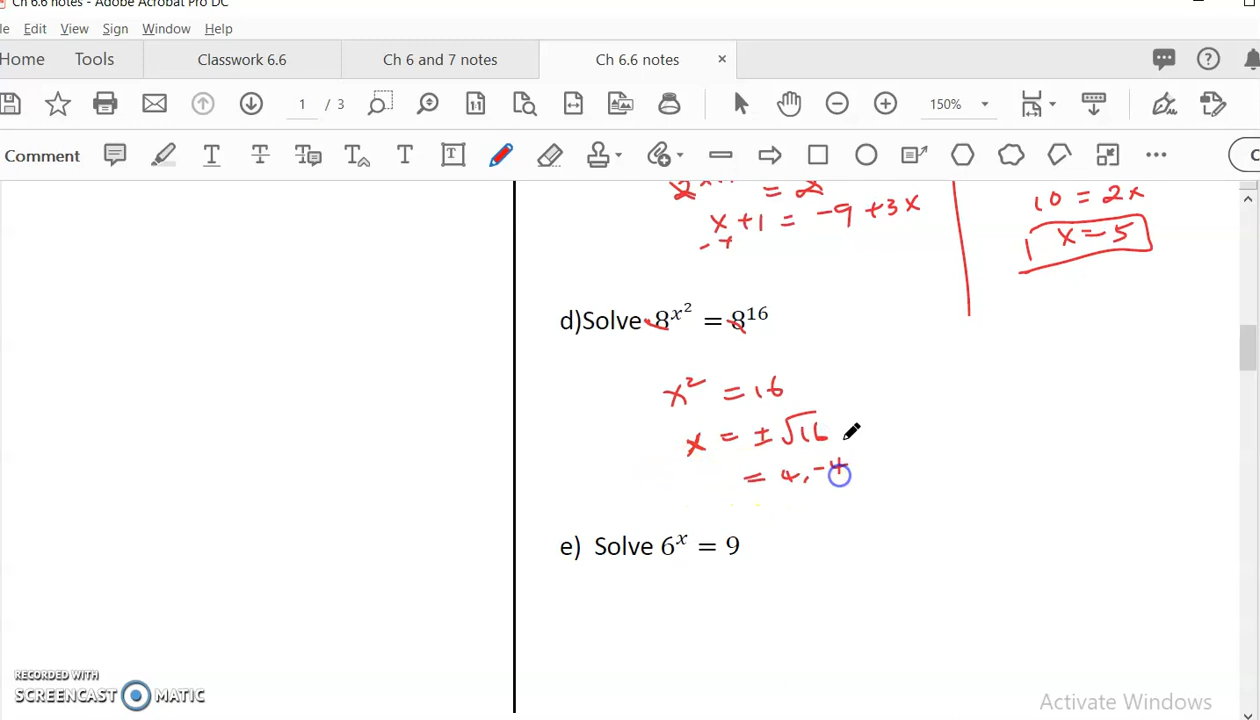 Ch 6.6 notes - Adobe Acrobat Pro DC
le Edit View Sign Window Help
Home Tools Classwork 6.6 Ch 6 and 7 notes Ch 6.6 notes ×
1 / 3 150%
Comment
= 2
x + 1 = -9 + 3x
-x
10 = 2x
x = 5
d)Solve 8^{x^2} = 8^{16}
x² = 16
x = ±√16
= 4, -4
e) Solve 6^x = 9
RECORDED WITH
SCREENCAST MATIC
Activate Windows